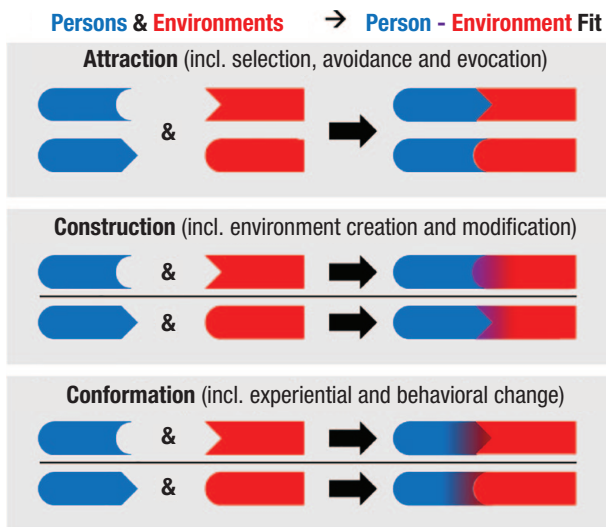 Persons & Environments → Person - Environment Fit
Attraction (incl. selection, avoidance and evocation)
&
Construction (incl. environment creation and modification)
&
&
Conformation (incl. experiential and behavioral change)
&
&